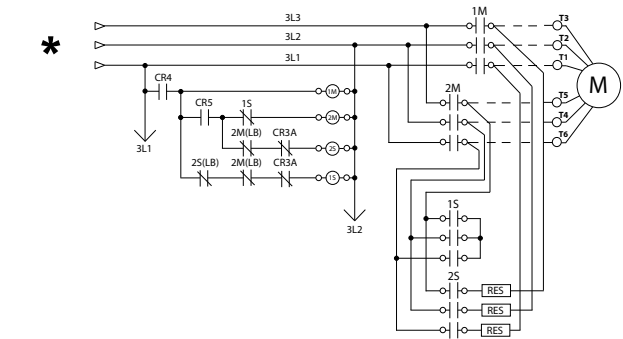 3L3
1M
T3
*
3L2
T2
3L1
T1
CR4
2M
M
1M
T5
CR5
1S
2M
T4
2M(LB)
CR3A
2S
T6
3L1
2S(LB)
2M(LB)
CR3A
1S
1S
3L2
2S
RES
RES
RES